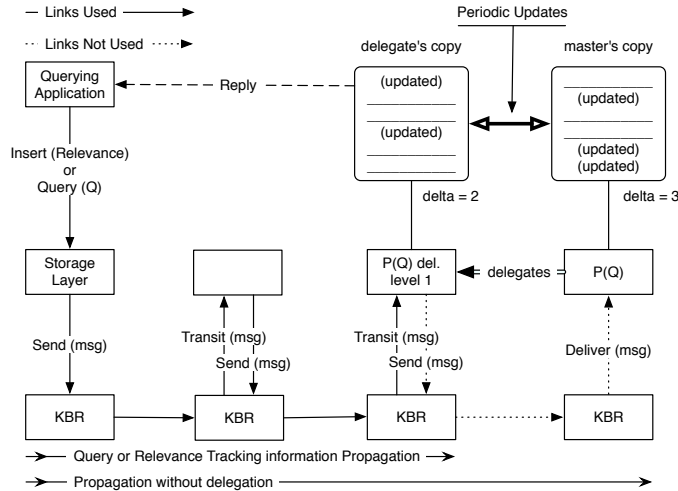 Links Used
Links Not Used
Periodic Updates
delegate's copy
master's copy
Querying
Application
Reply
(updated)
(updated)
(updated)
(updated)
(updated)
Insert (Relevance)
or
Query (Q)
delta = 2
delta = 3
Storage
Layer
P(Q) del.
level 1
delegates
P(Q)
Send (msg)
Transit (msg)
Send (msg)
Transit (msg)
Send (msg)
Deliver (msg)
KBR
KBR
KBR
KBR
Query or Relevance Tracking information Propagation
Propagation without delegation